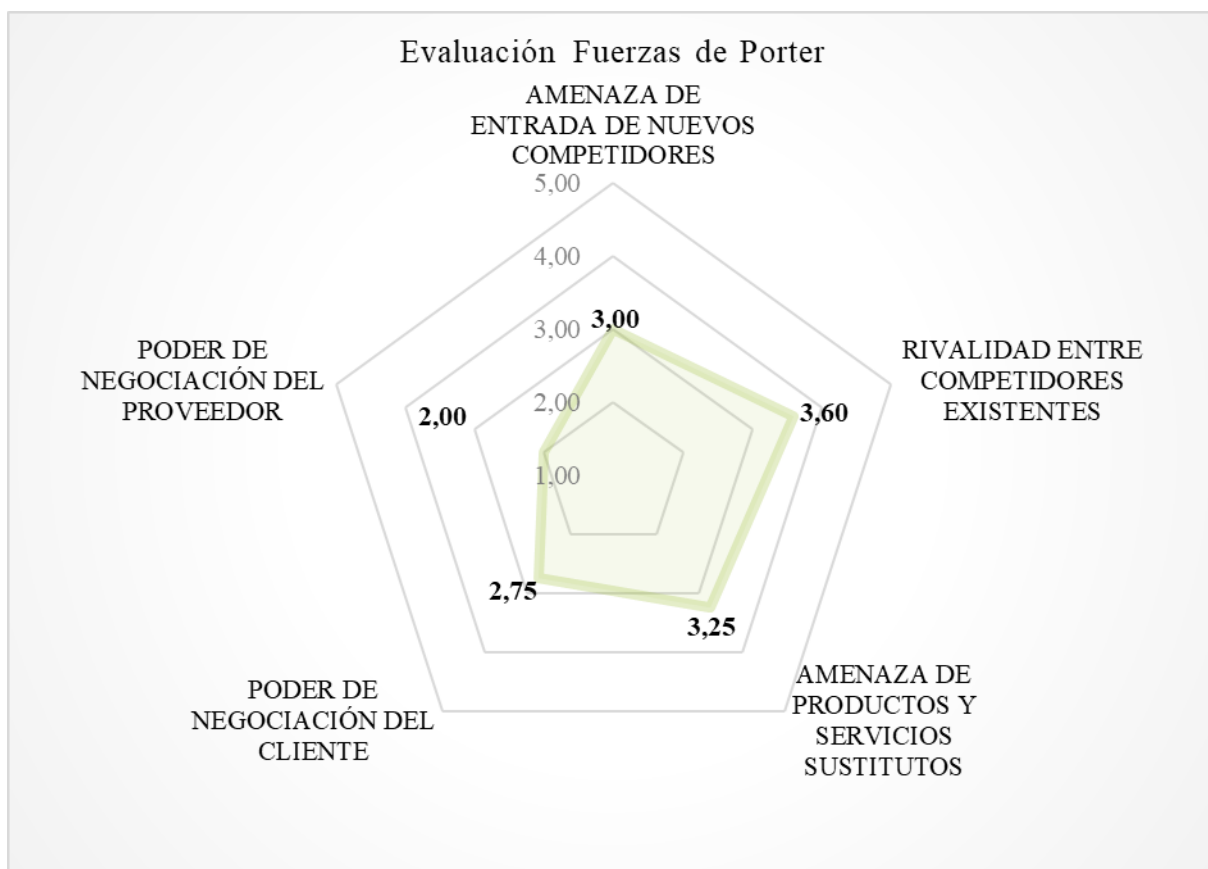 Evaluación Fuerzas de Porter
AMENAZA DE
ENTRADA DE NUEVOS
COMPETIDORES
5,00
4,00
3,00
3,00
2,00
1,00
RIVALIDAD ENTRE
COMPETIDORES
EXISTENTES
3,60
AMENAZA DE
PRODUCTOS Y
SERVICIOS
SUSTITUTOS
3,25
PODER DE
NEGOCIACIÓN DEL
CLIENTE
2,75
PODER DE
NEGOCIACIÓN DEL
PROVEEDOR
2,00